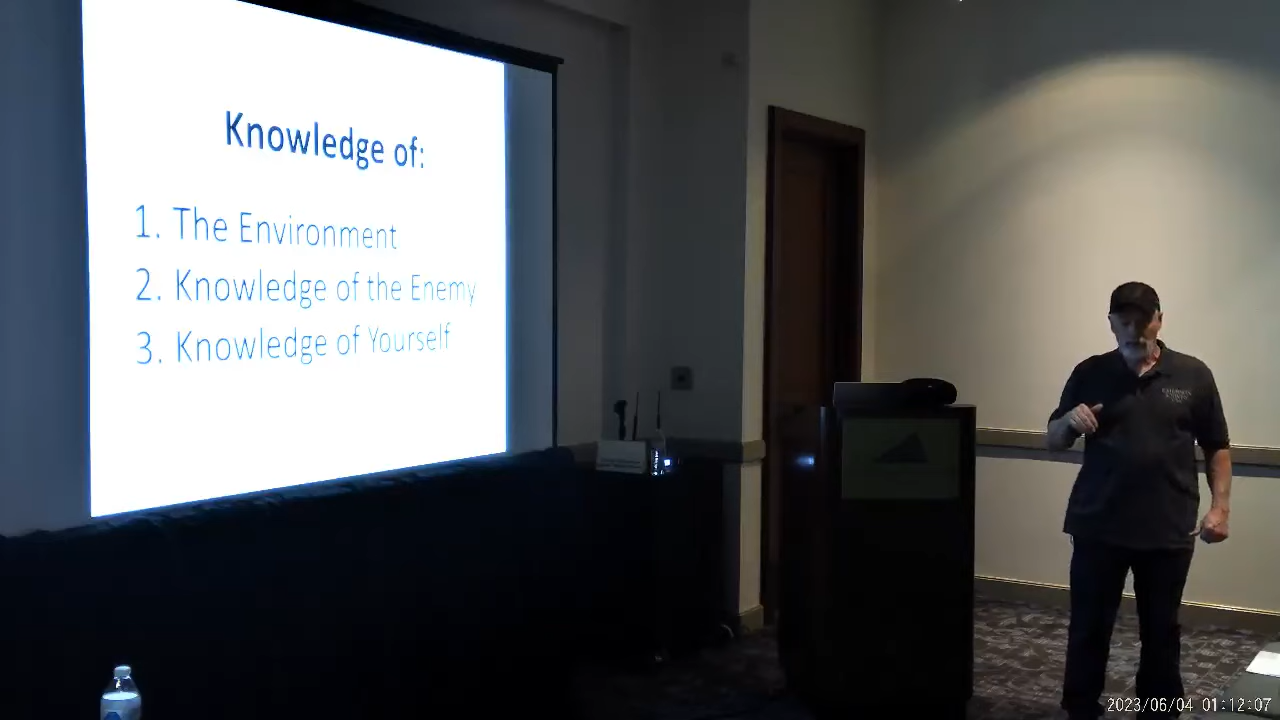 Knowledge of:
1. The Environment
2. Knowledge of the Enemy
3. Knowledge of Yourself
2023/06/04 01:12:07